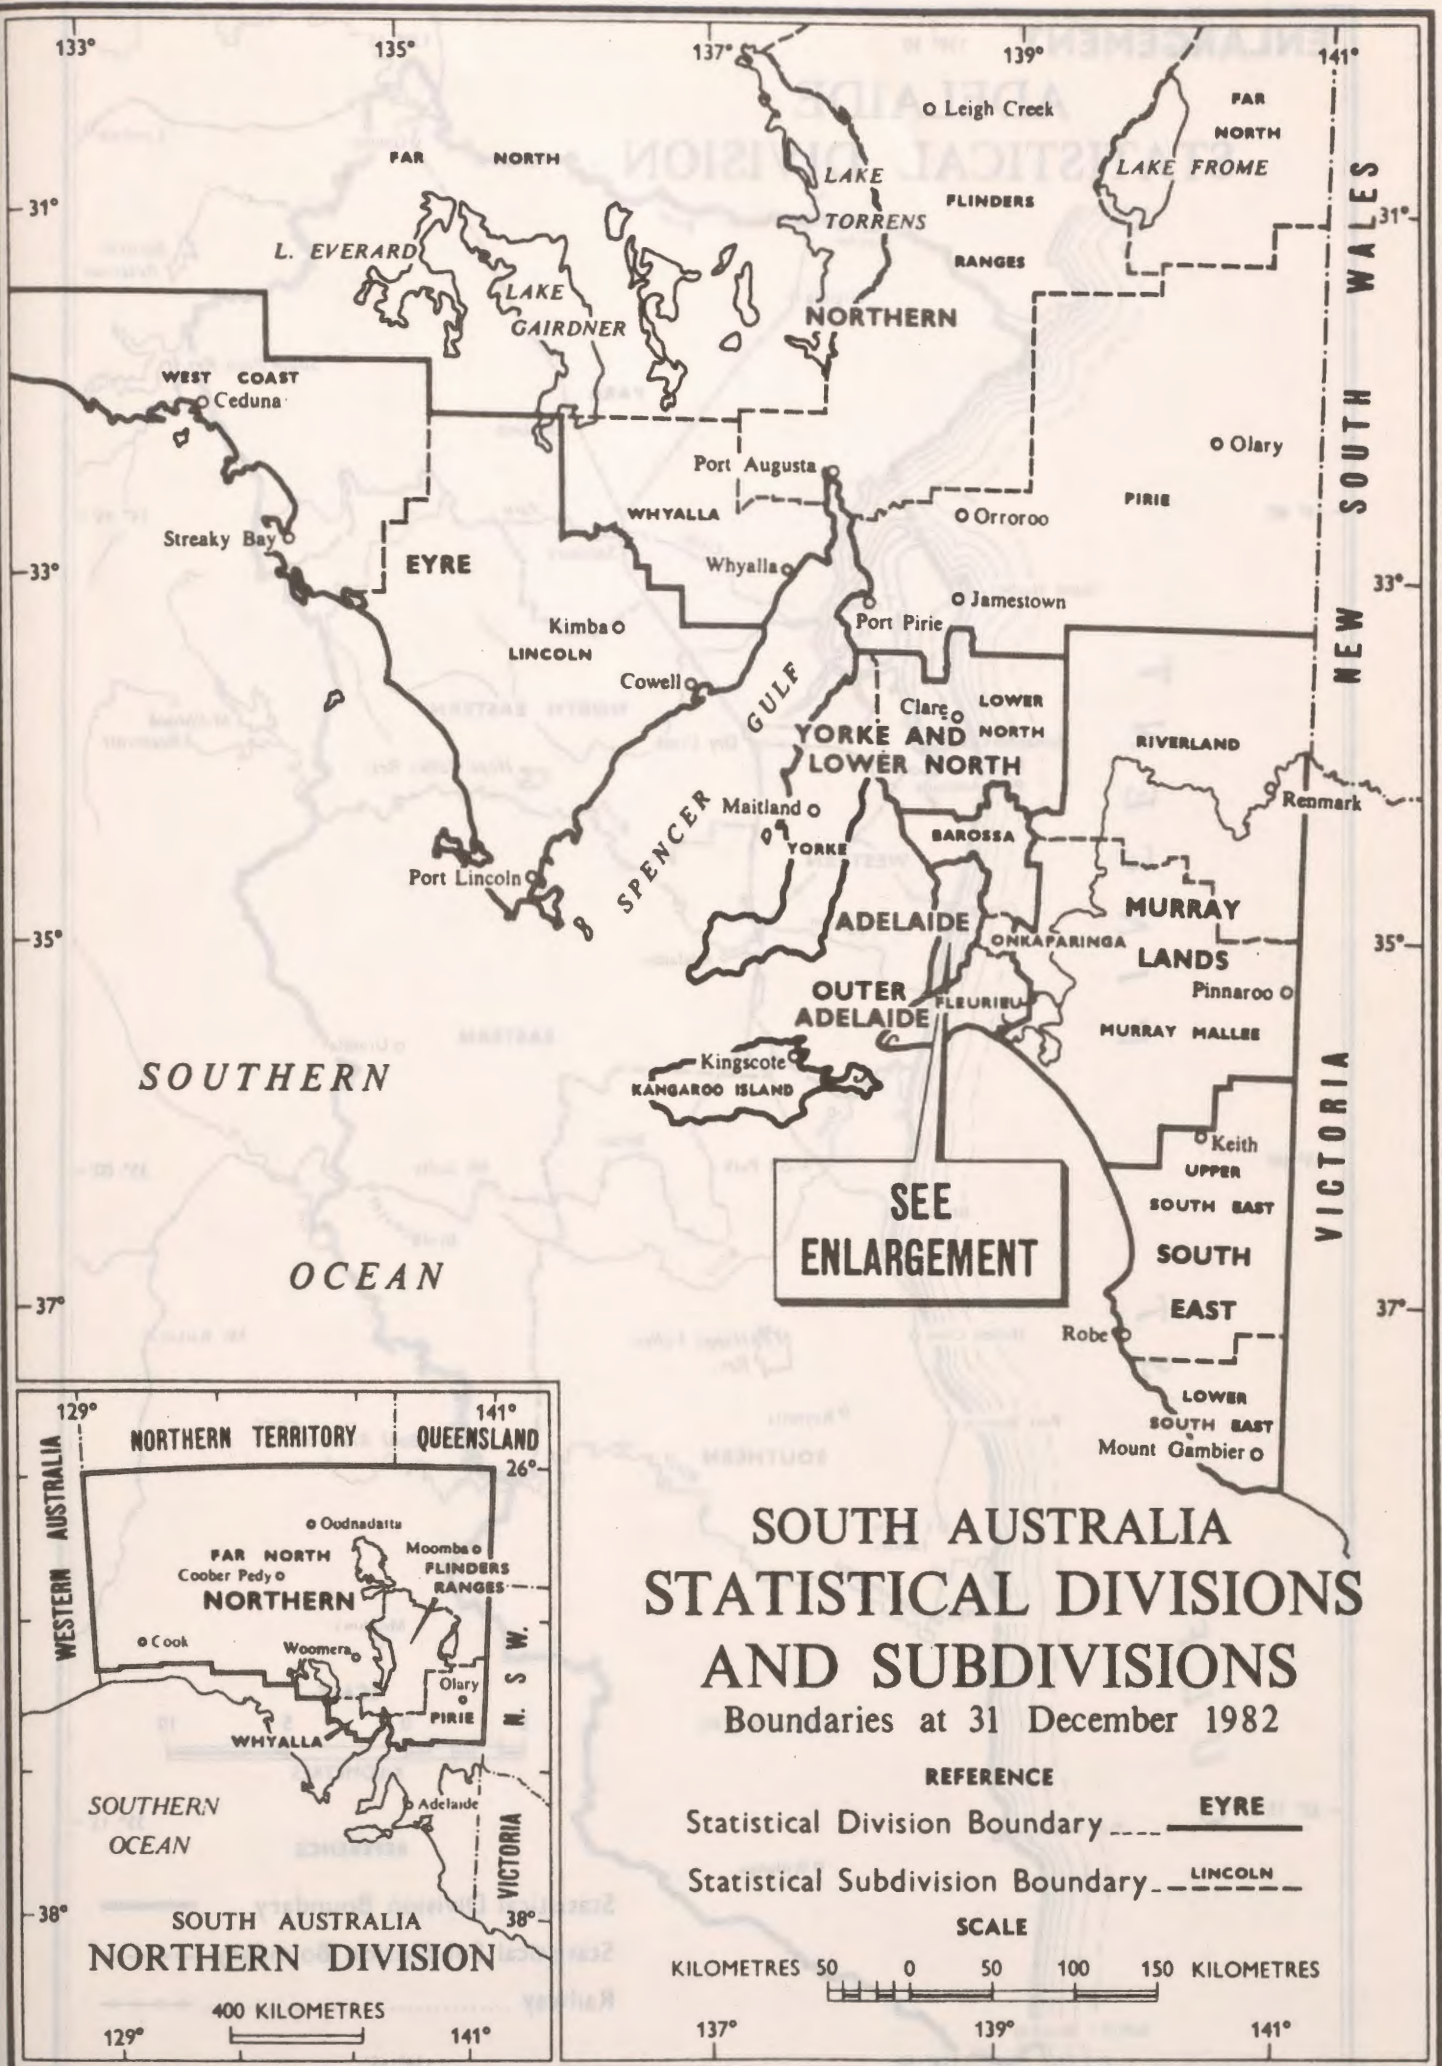 133° 135° 137° 139° 141°
Leigh Creek
FAR
NORTH
FAR NORTH
LAKE FROME
LAKE
TORRENS
FLINDERS
RANGES
31° 31°
L. EVERARD
LAKE
GAIRDNER
NORTHERN
NEW SOUTH WALES
WEST COAST
Ceduna
Olary
Port Augusta
PIRIE
WHYALLA
Orroroo
Streaky Bay
EYRE
Whyalla
33° 33°
Jamestown
Kimba
Port Pirie
LINCOLN
Cowell
SPENCER GULF
Clare
LOWER
NORTH
YORKE AND
LOWER NORTH
RIVERLAND
Renmark
Maitland
BAROSSA
YORKE
Port Lincoln
MURRAY
LANDS
ADELAIDE
ONKAPARINGA
35° 35°
OUTER
ADELAIDE
FLEURIEU
Pinnaroo
MURRAY MALLEE
Kingscote
KANGAROO ISLAND
SOUTHERN
OCEAN
VICTORIA
Keith
UPPER
SOUTH EAST
SEE
ENLARGEMENT
SOUTH
EAST
37° 37°
Robe
LOWER
SOUTH EAST
Mount Gambier
129° 141°
NORTHERN TERRITORY QUEENSLAND
26°
WESTERN AUSTRALIA
Oodnadatta
FAR NORTH
Moomba
Coober Pedy
FLINDERS
RANGES
NORTHERN
Cook
Woomera
Olary
PIRIE
N. S. W.
WHYALLA
SOUTHERN
OCEAN
Adelaide
VICTORIA
38° 38°
SOUTH AUSTRALIA
NORTHERN DIVISION
400 KILOMETRES
129° 141°
SOUTH AUSTRALIA
STATISTICAL DIVISIONS
AND SUBDIVISIONS
Boundaries at 31 December 1982
REFERENCE
Statistical Division Boundary EYRE
Statistical Subdivision Boundary LINCOLN
SCALE
KILOMETRES 50 0 50 100 150 KILOMETRES
137° 139° 141°